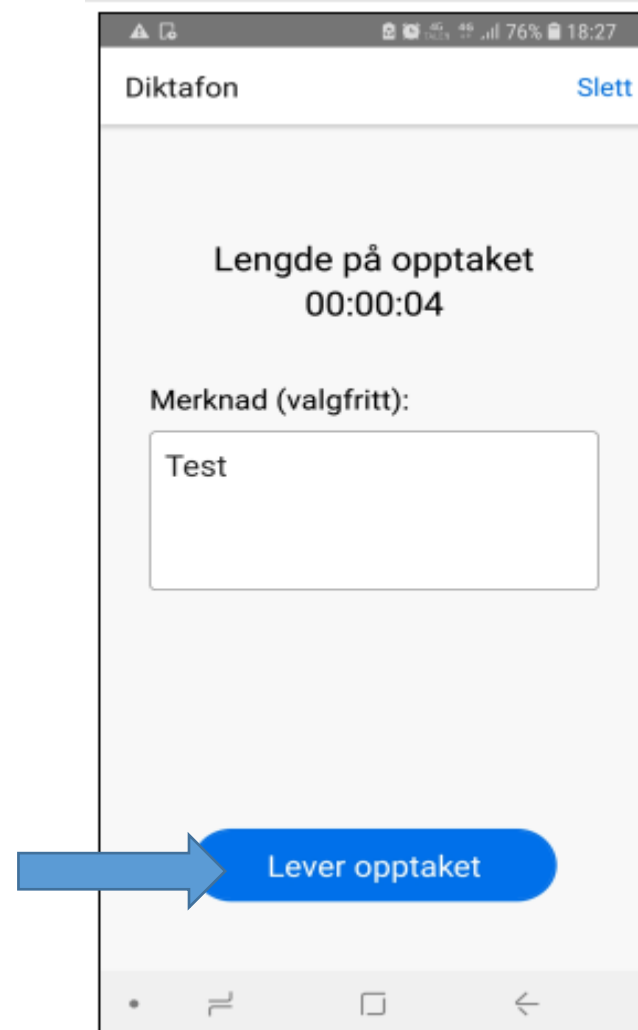 76% 18:27
Diktafon
Slett
Lengde på opptaket
00:00:04
Merknad (valgfritt):
Test
Lever opptaket